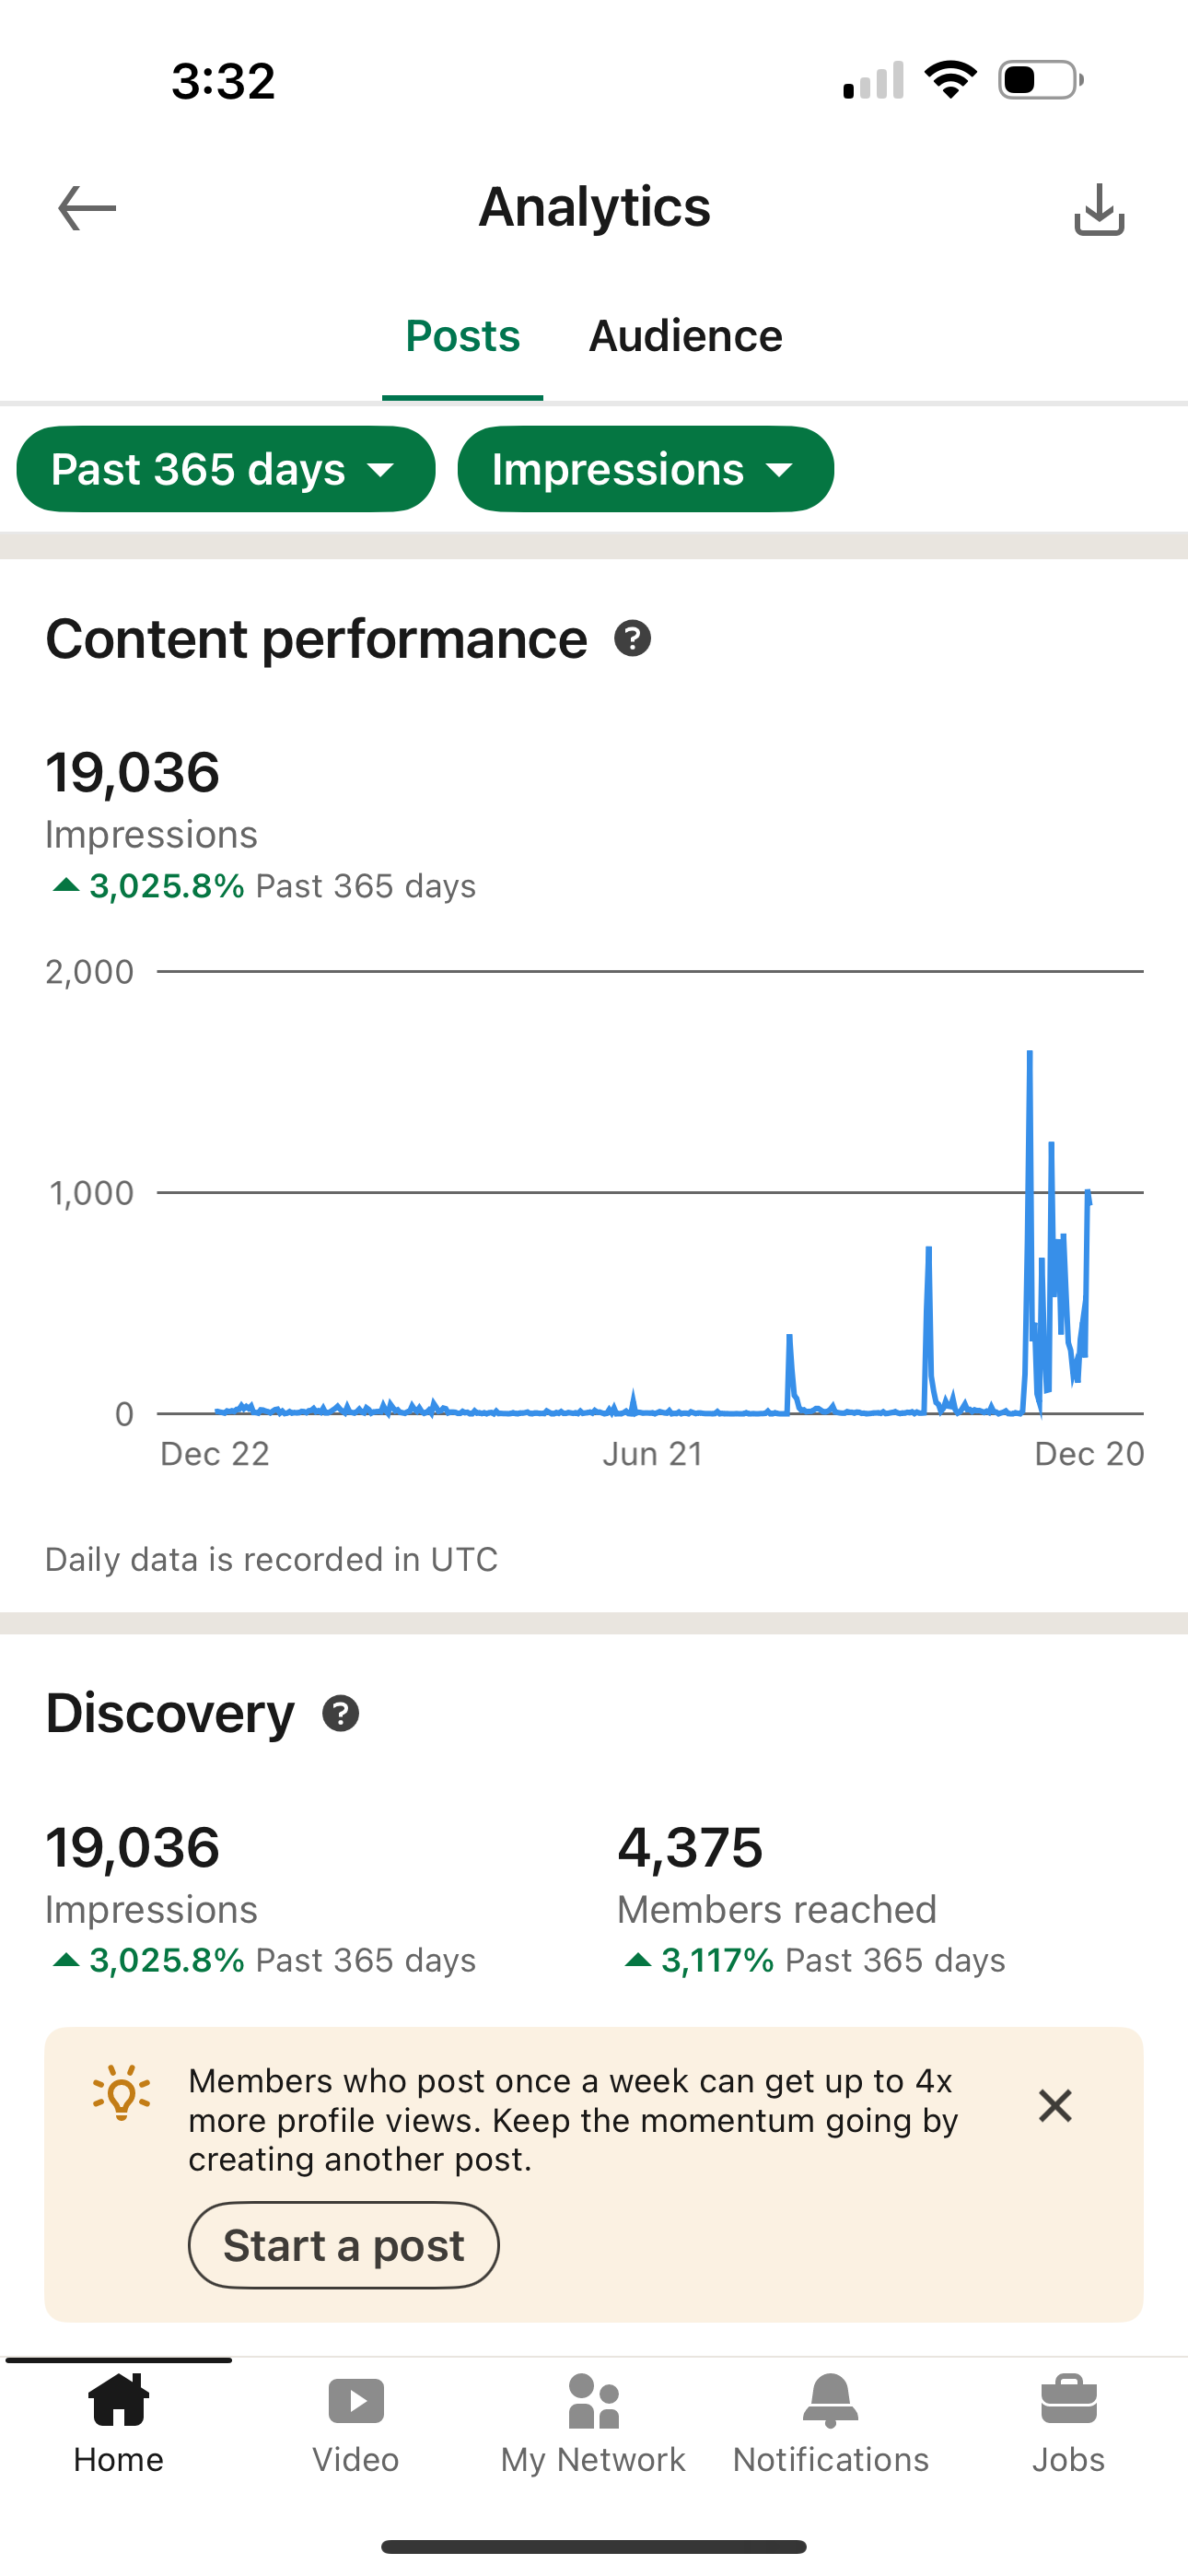 3:32
Analytics
Posts Audience
Past 365 days Impressions
Content performance ?
19,036
Impressions
3,025.8% Past 365 days
2,000
1,000
0
Dec 22 Jun 21 Dec 20
Daily data is recorded in UTC
Discovery ?
19,036 4,375
Impressions Members reached
3,025.8% Past 365 days 3,117% Past 365 days
Members who post once a week can get up to 4x
more profile views. Keep the momentum going by
creating another post.
Start a post
Home Video My Network Notifications Jobs